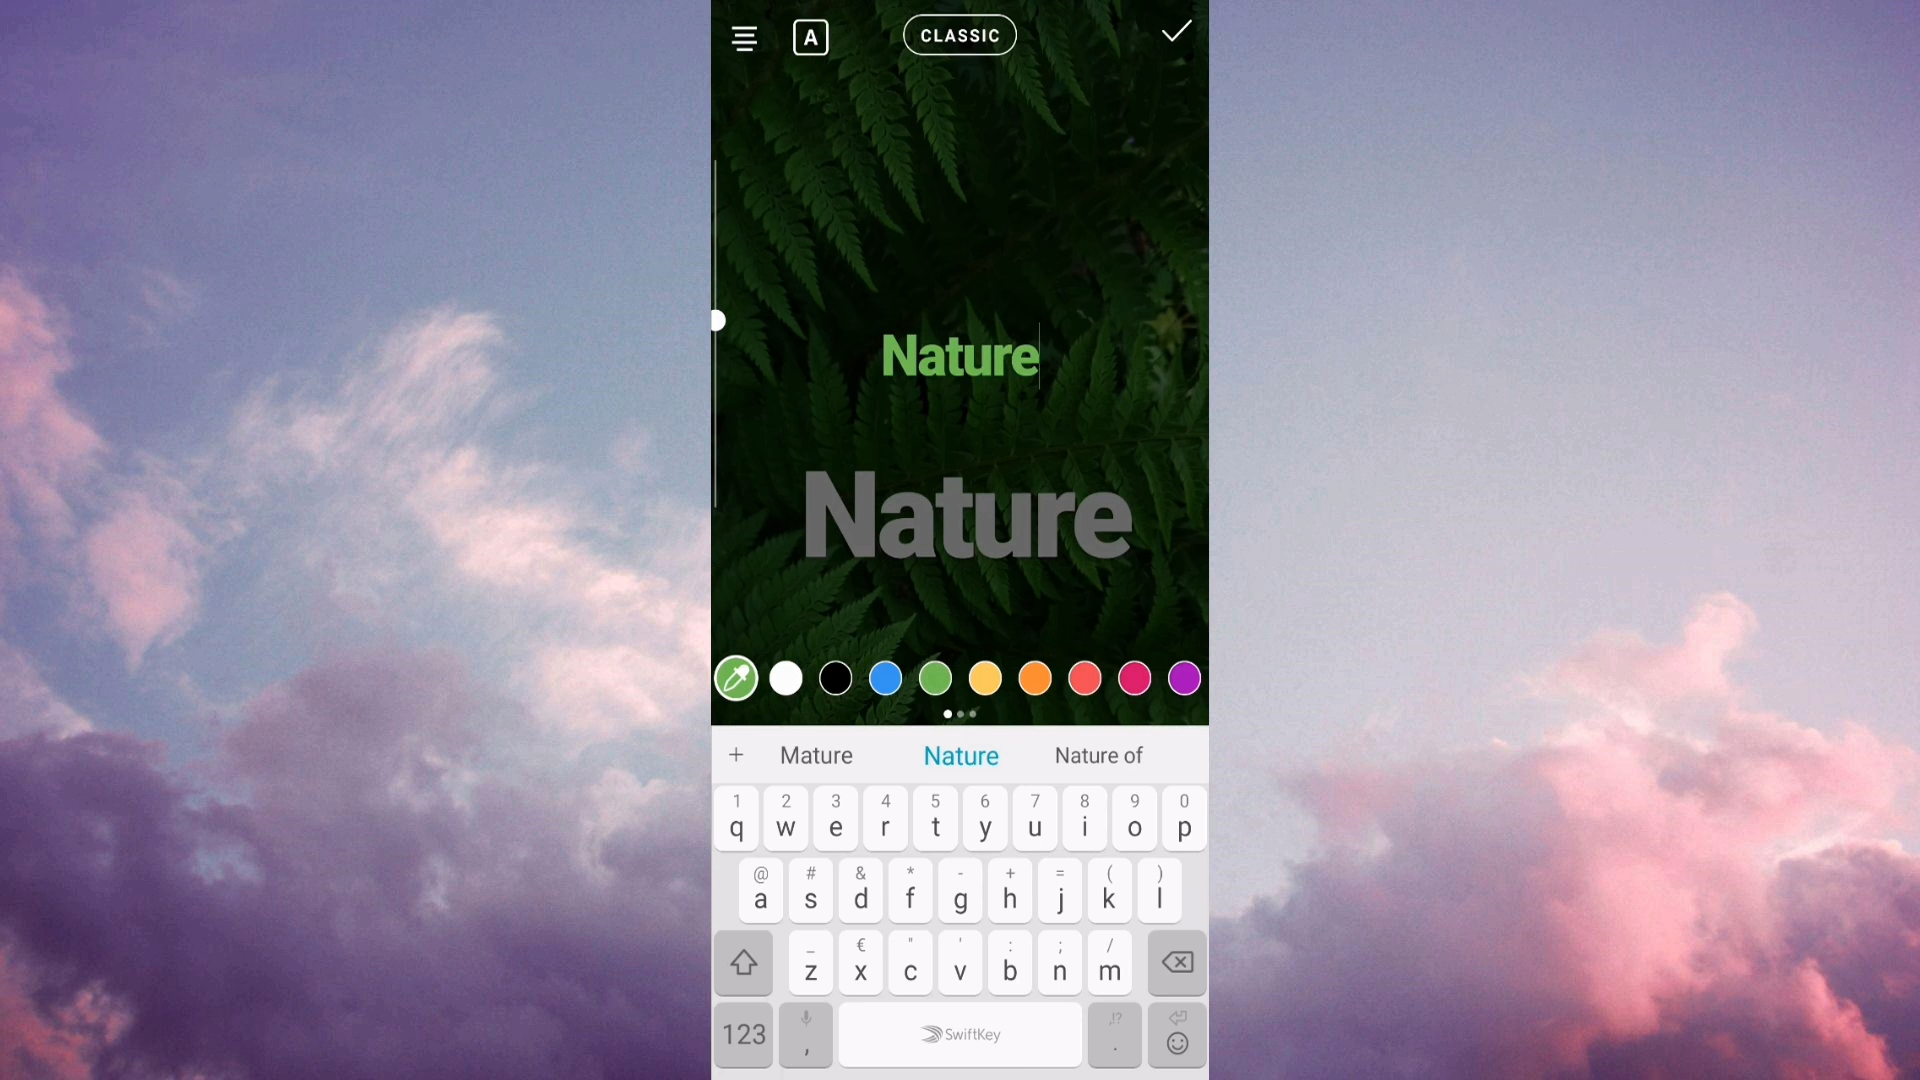 A CLASSIC
Nature
Nature
+ Mature Nature Nature of
1 2 3 4 5 6 7 8 9 0
q w e r t y u i o p
@ # & * - + = ( )
a s d f g h j k l
_ € " ' : ; /
z x c v b n m
,!?
123 , SwiftKey .